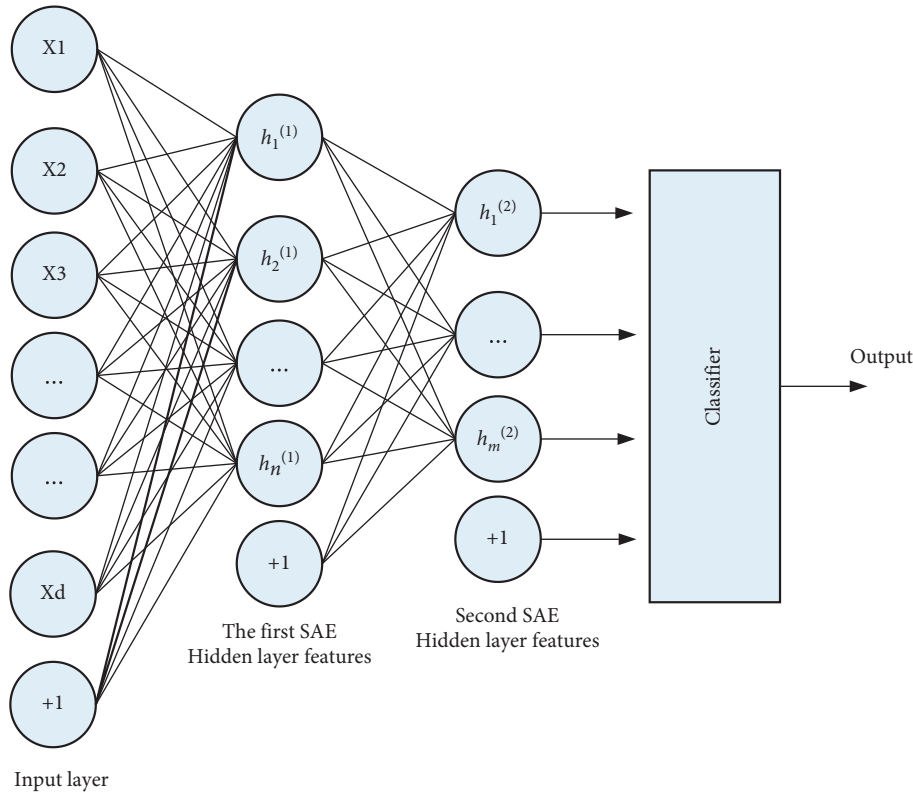 X1
X2
X3
...
...
Xd
+1
Input layer
h₁⁽¹⁾
h₂⁽¹⁾
...
hₙ⁽¹⁾
+1
The first SAE
Hidden layer features
h₁⁽²⁾
...
hₘ⁽²⁾
+1
Second SAE
Hidden layer features
Classifier
Output